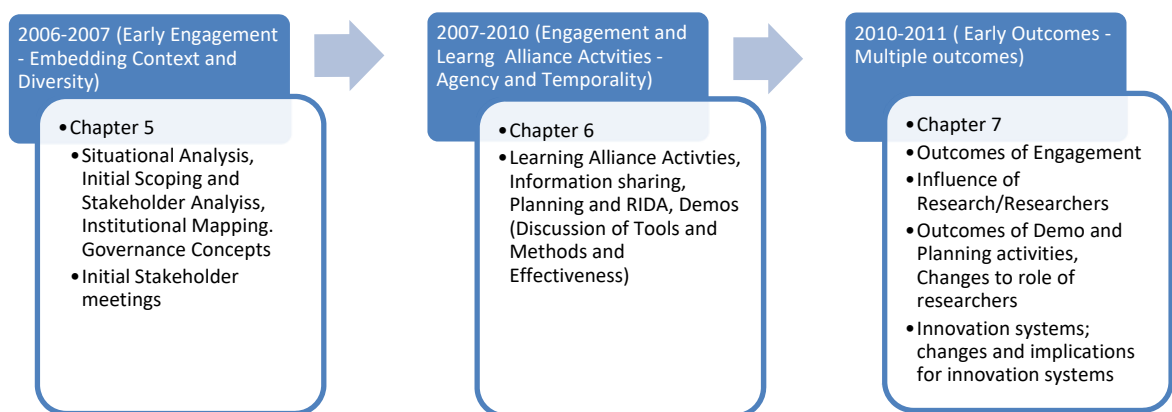 2006-2007 (Early Engagement
- Embedding Context and
Diversity)
•Chapter 5
•Situational Analysis,
Initial Scoping and
Stakeholder Analyiss,
Institutional Mapping.
Governance Concepts
•Initial Stakeholder
meetings
2007-2010 (Engagement and
Learng  Alliance Actvties -
Agency and Temporality)
•Chapter 6
•Learning Alliance Activties,
Information sharing,
Planning and RIDA, Demos
(Discussion of Tools and
Methods and
Effectiveness)
2010-2011 ( Early Outcomes -
Multiple outcomes)
•Chapter 7
•Outcomes of Engagement
•Influence of
Research/Researchers
•Outcomes of Demo and
Planning activities,
Changes to role of
researchers
•Innovation systems;
changes and implications
for innovation systems